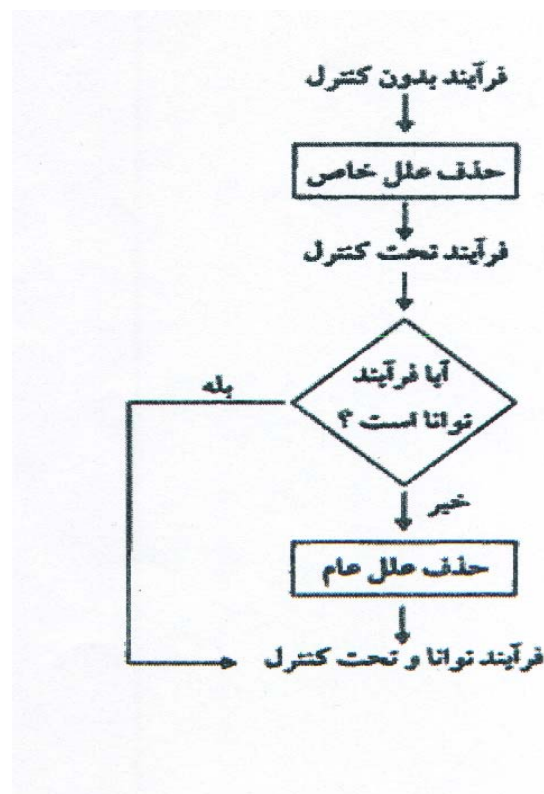 فرآیند بدون کنترل
حذف علل خاص
فرآیند تحت کنترل
آیا فرآیند
توانا است ؟
بله
خیر
حذف علل عام
فرآیند توانا و تحت کنترل